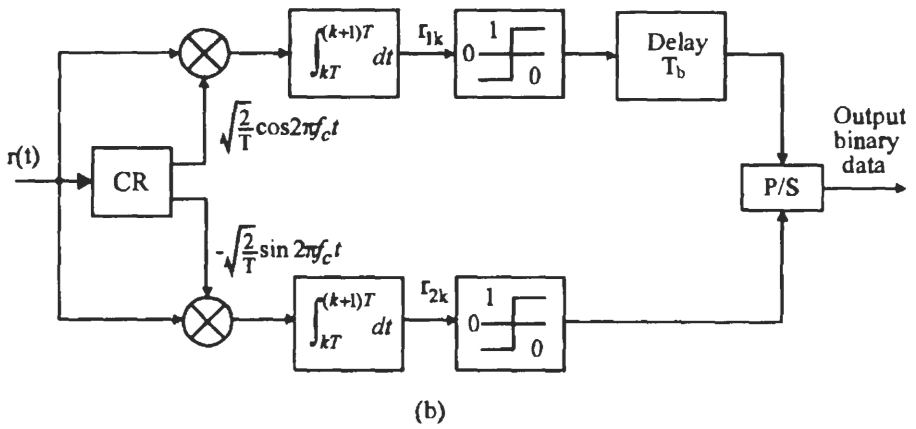 r(t)
CR
√(2/T) cos2πf_c t
-√(2/T) sin 2πf_c t
∫_{kT}^{(k+1)T} dt
r_{1k}
1
0
0
Delay
T_b
∫_{kT}^{(k+1)T} dt
r_{2k}
1
0
0
P/S
Output
binary
data
(b)